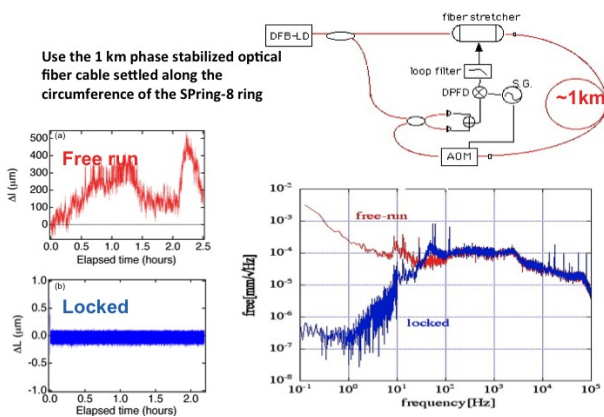 Use the 1 km phase stabilized optical
fiber cable settled along the
circumference of the SPring-8 ring
DFB-LD
fiber stretcher
loop filter
DPFD
S.G.
~1km
AOM
(a)
Free run
500
400
300
200
100
0
Δl (μm)
0.0 0.5 1.0 1.5 2.0 2.5
Elapsed time (hours)
(b)
Locked
1.0
0.5
0.0
-0.5
-1.0
ΔL (μm)
0.0 0.5 1.0 1.5 2.0
Elapsed time (hours)
free-run
locked
10⁻²
10⁻³
10⁻⁴
10⁻⁵
10⁻⁶
10⁻⁷
10⁻⁸
free[mm/√Hz]
10⁻¹ 10⁰ 10¹ 10² 10³ 10⁴ 10⁵
frequency[Hz]